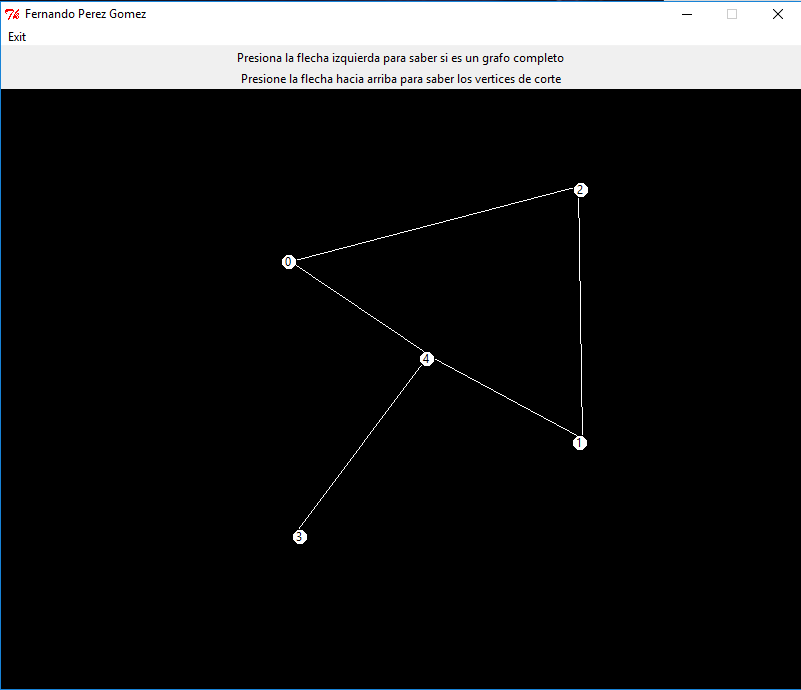 Fernando Perez Gomez
Exit
Presiona la flecha izquierda para saber si es un grafo completo
Presione la flecha hacia arriba para saber los vertices de corte
2
0
4
1
3